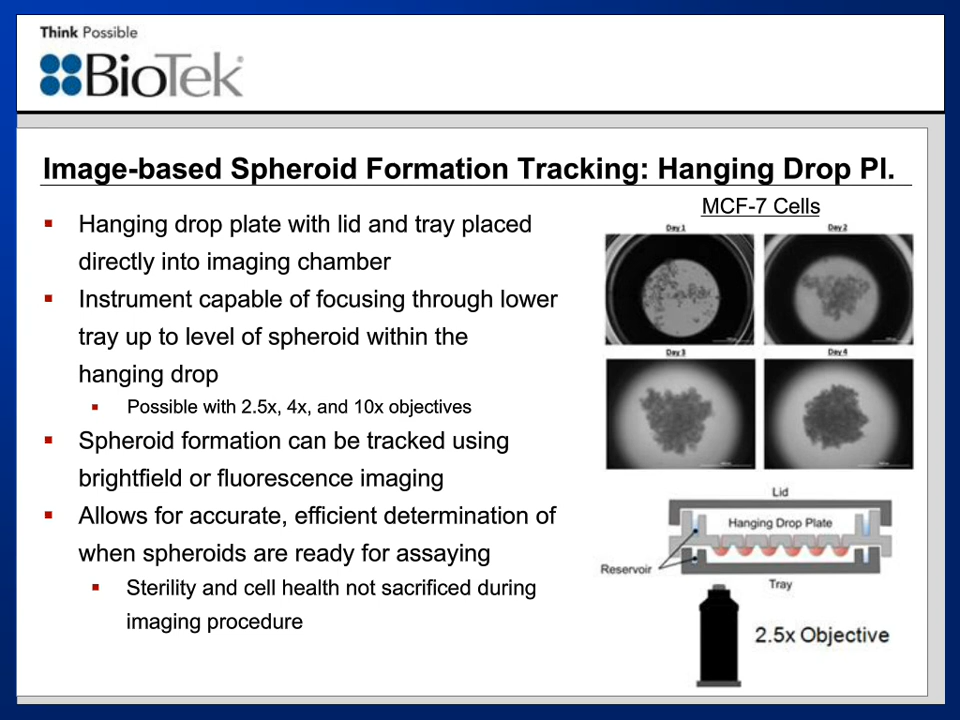 Think Possible
BioTek
Image-based Spheroid Formation Tracking: Hanging Drop Pl.
▪ Hanging drop plate with lid and tray placed
directly into imaging chamber
▪ Instrument capable of focusing through lower
tray up to level of spheroid within the
hanging drop
▪ Possible with 2.5x, 4x, and 10x objectives
▪ Spheroid formation can be tracked using
brightfield or fluorescence imaging
▪ Allows for accurate, efficient determination of
when spheroids are ready for assaying
▪ Sterility and cell health not sacrificed during
imaging procedure
MCF-7 Cells
Day 1
Day 2
Day 3
Day 4
Lid
Hanging Drop Plate
Reservoir
Tray
2.5x Objective